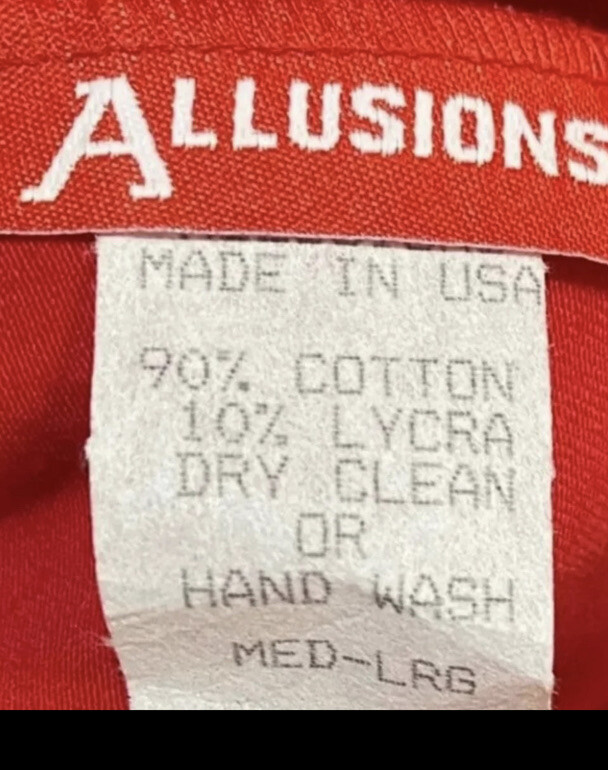 ALLUSIONS
MADE IN USA
90% COTTON
10% LYCRA
DRY CLEAN
OR
HAND WASH
MED-LRG